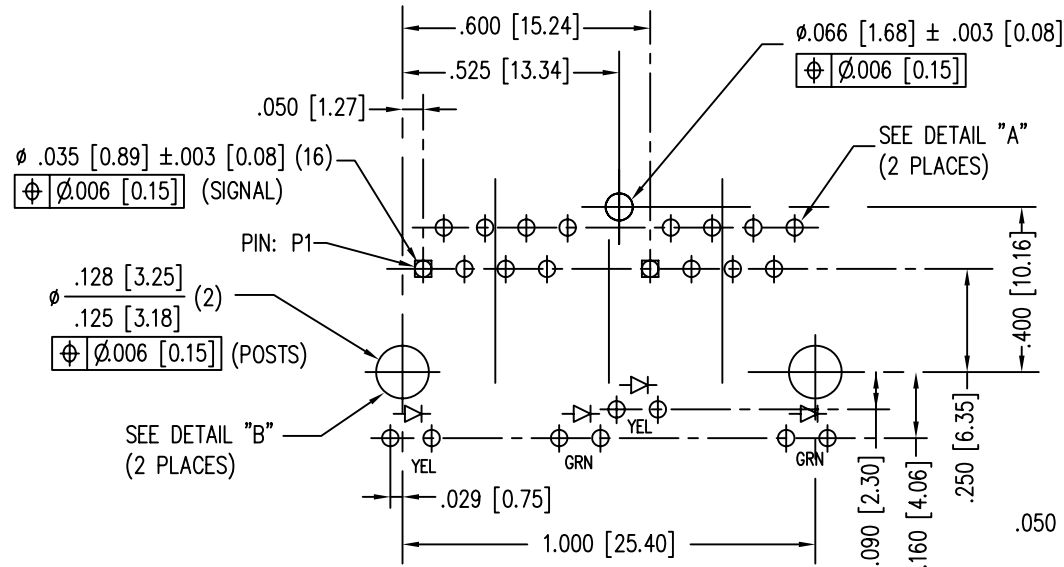 .600 [15.24]
ø.066 [1.68] ± .003 [0.08]
⌖ Ø.006 [0.15]
.525 [13.34]
.050 [1.27]
SEE DETAIL "A"
(2 PLACES)
ø .035 [0.89] ±.003 [0.08] (16)
⌖ Ø.006 [0.15] (SIGNAL)
PIN: P1
ø .128 [3.25] (2)
.125 [3.18]
⌖ Ø.006 [0.15] (POSTS)
.400 [10.16]
.250 [6.35]
SEE DETAIL "B"
(2 PLACES)
YEL
GRN
YEL
GRN
.090 [2.30]
.160 [4.06]
.029 [0.75]
1.000 [25.40]
.050